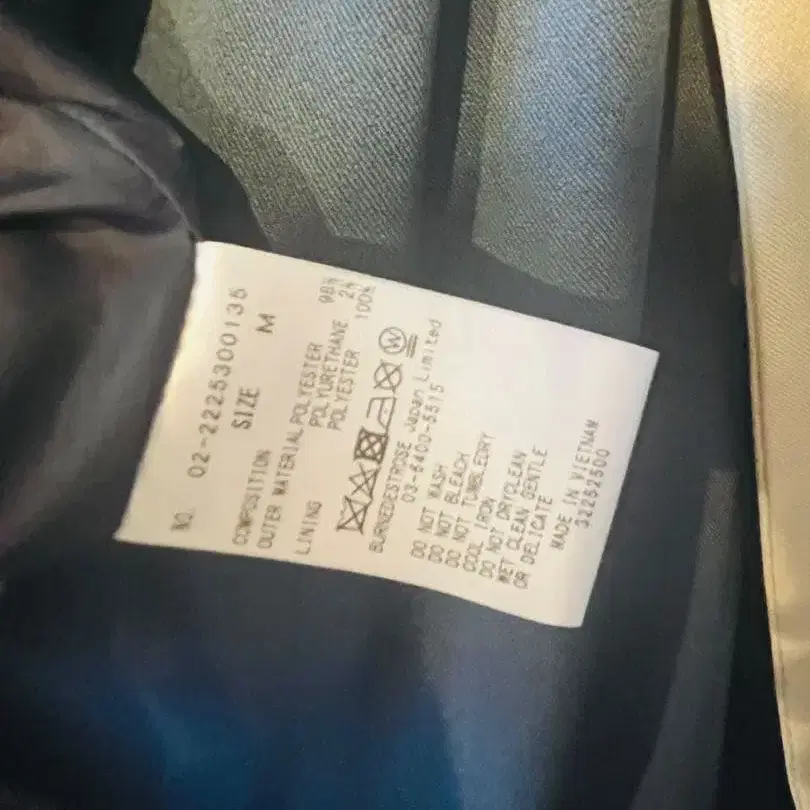 NO. 02-2225300135
SIZE M
COMPOSITION
OUTER MATERIAL POLYESTER 98%
POLYURETHANE 2%
LINING POLYESTER 100%
W
BURNEDESTROSE Japan Limited
03-6400-5515
DO NOT WASH
DO NOT BLEACH
DO NOT TUMBLEDRY
COOL IRON
DO NOT DRYCLEAN
WET CLEAN GENTLE
OR DELICATE
MADE IN VIETNAM
32252500